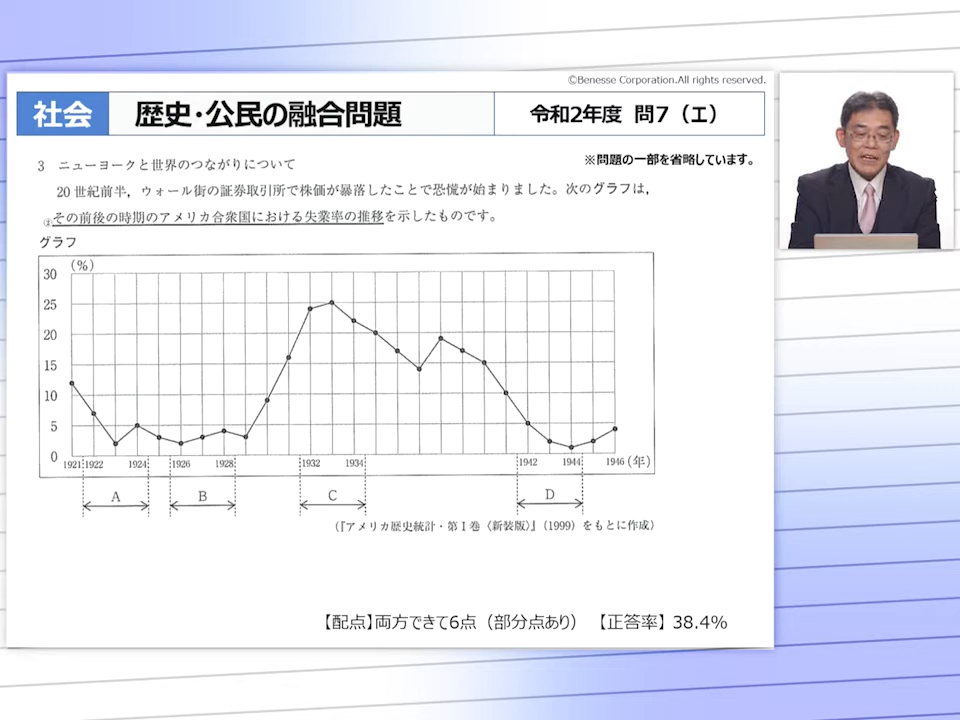 ©Benesse Corporation.All rights reserved.
社会 歴史・公民の融合問題 令和2年度 問7（エ）
※問題の一部を省略しています。
3 ニューヨークと世界のつながりについて
20世紀前半，ウォール街の証券取引所で株価が暴落したことで恐慌が始まりました。次のグラフは，
その前後の時期のアメリカ合衆国における失業率の推移を示したものです。
グラフ
(%)
30
25
20
15
10
5
0
1921 1922 1924 1926 1928 1932 1934 1942 1944 1946 (年)
A B C D
（『アメリカ歴史統計・第Ⅰ巻〈新装版〉』（1999）をもとに作成）
【配点】両方できて6点（部分点あり） 【正答率】 38.4%